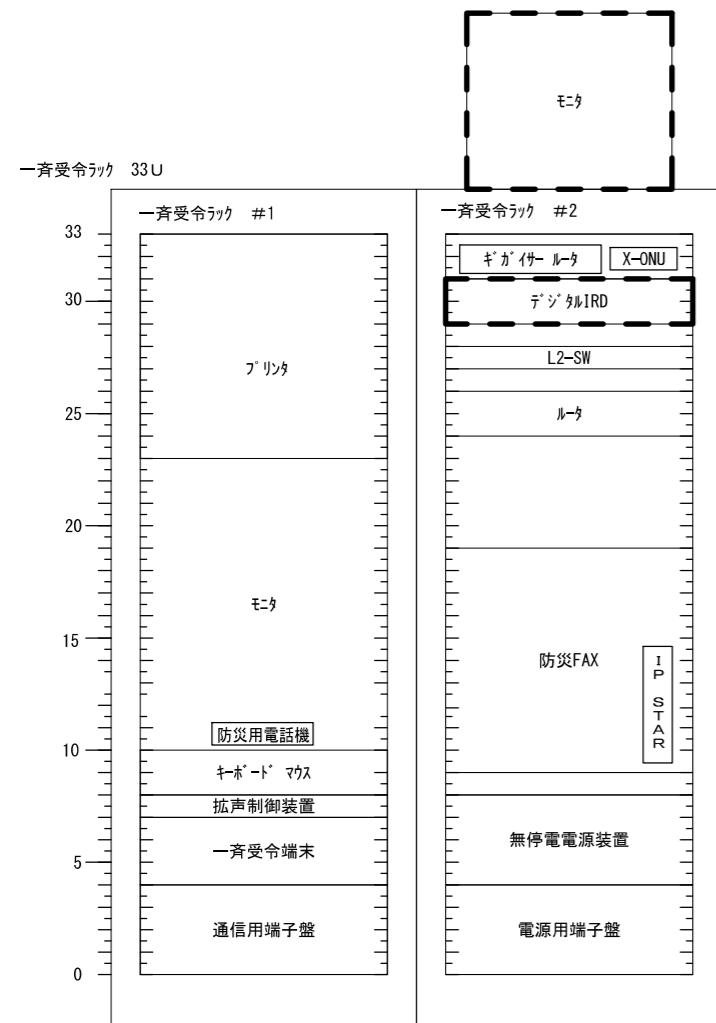 ﾓﾆﾀ
一斉受令ﾗｯｸ 33U
一斉受令ﾗｯｸ #1
一斉受令ﾗｯｸ #2
33
30
25
20
15
10
5
0
ﾌﾟﾘﾝﾀ
ﾓﾆﾀ
防災用電話機
ｷｰﾎﾞｰﾄﾞ ﾏｳｽ
拡声制御装置
一斉受令端末
通信用端子盤
ｷﾞｶﾞｲｻｰ ﾙｰﾀ
X-ONU
ﾃﾞｼﾞﾀﾙIRD
L2-SW
ﾙｰﾀ
防災FAX
IP STAR
無停電電源装置
電源用端子盤